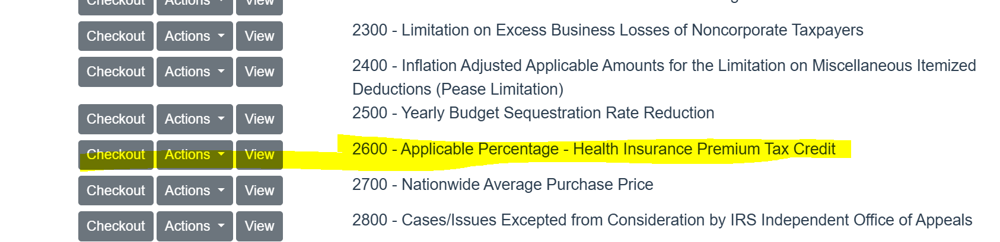 Checkout Actions View
2300 - Limitation on Excess Business Losses of Noncorporate Taxpayers
Checkout Actions View
2400 - Inflation Adjusted Applicable Amounts for the Limitation on Miscellaneous Itemized
Deductions (Pease Limitation)
Checkout Actions View
2500 - Yearly Budget Sequestration Rate Reduction
Checkout Actions View
2600 - Applicable Percentage - Health Insurance Premium Tax Credit
Checkout Actions View
2700 - Nationwide Average Purchase Price
Checkout Actions View
2800 - Cases/Issues Excepted from Consideration by IRS Independent Office of Appeals
Checkout Actions View